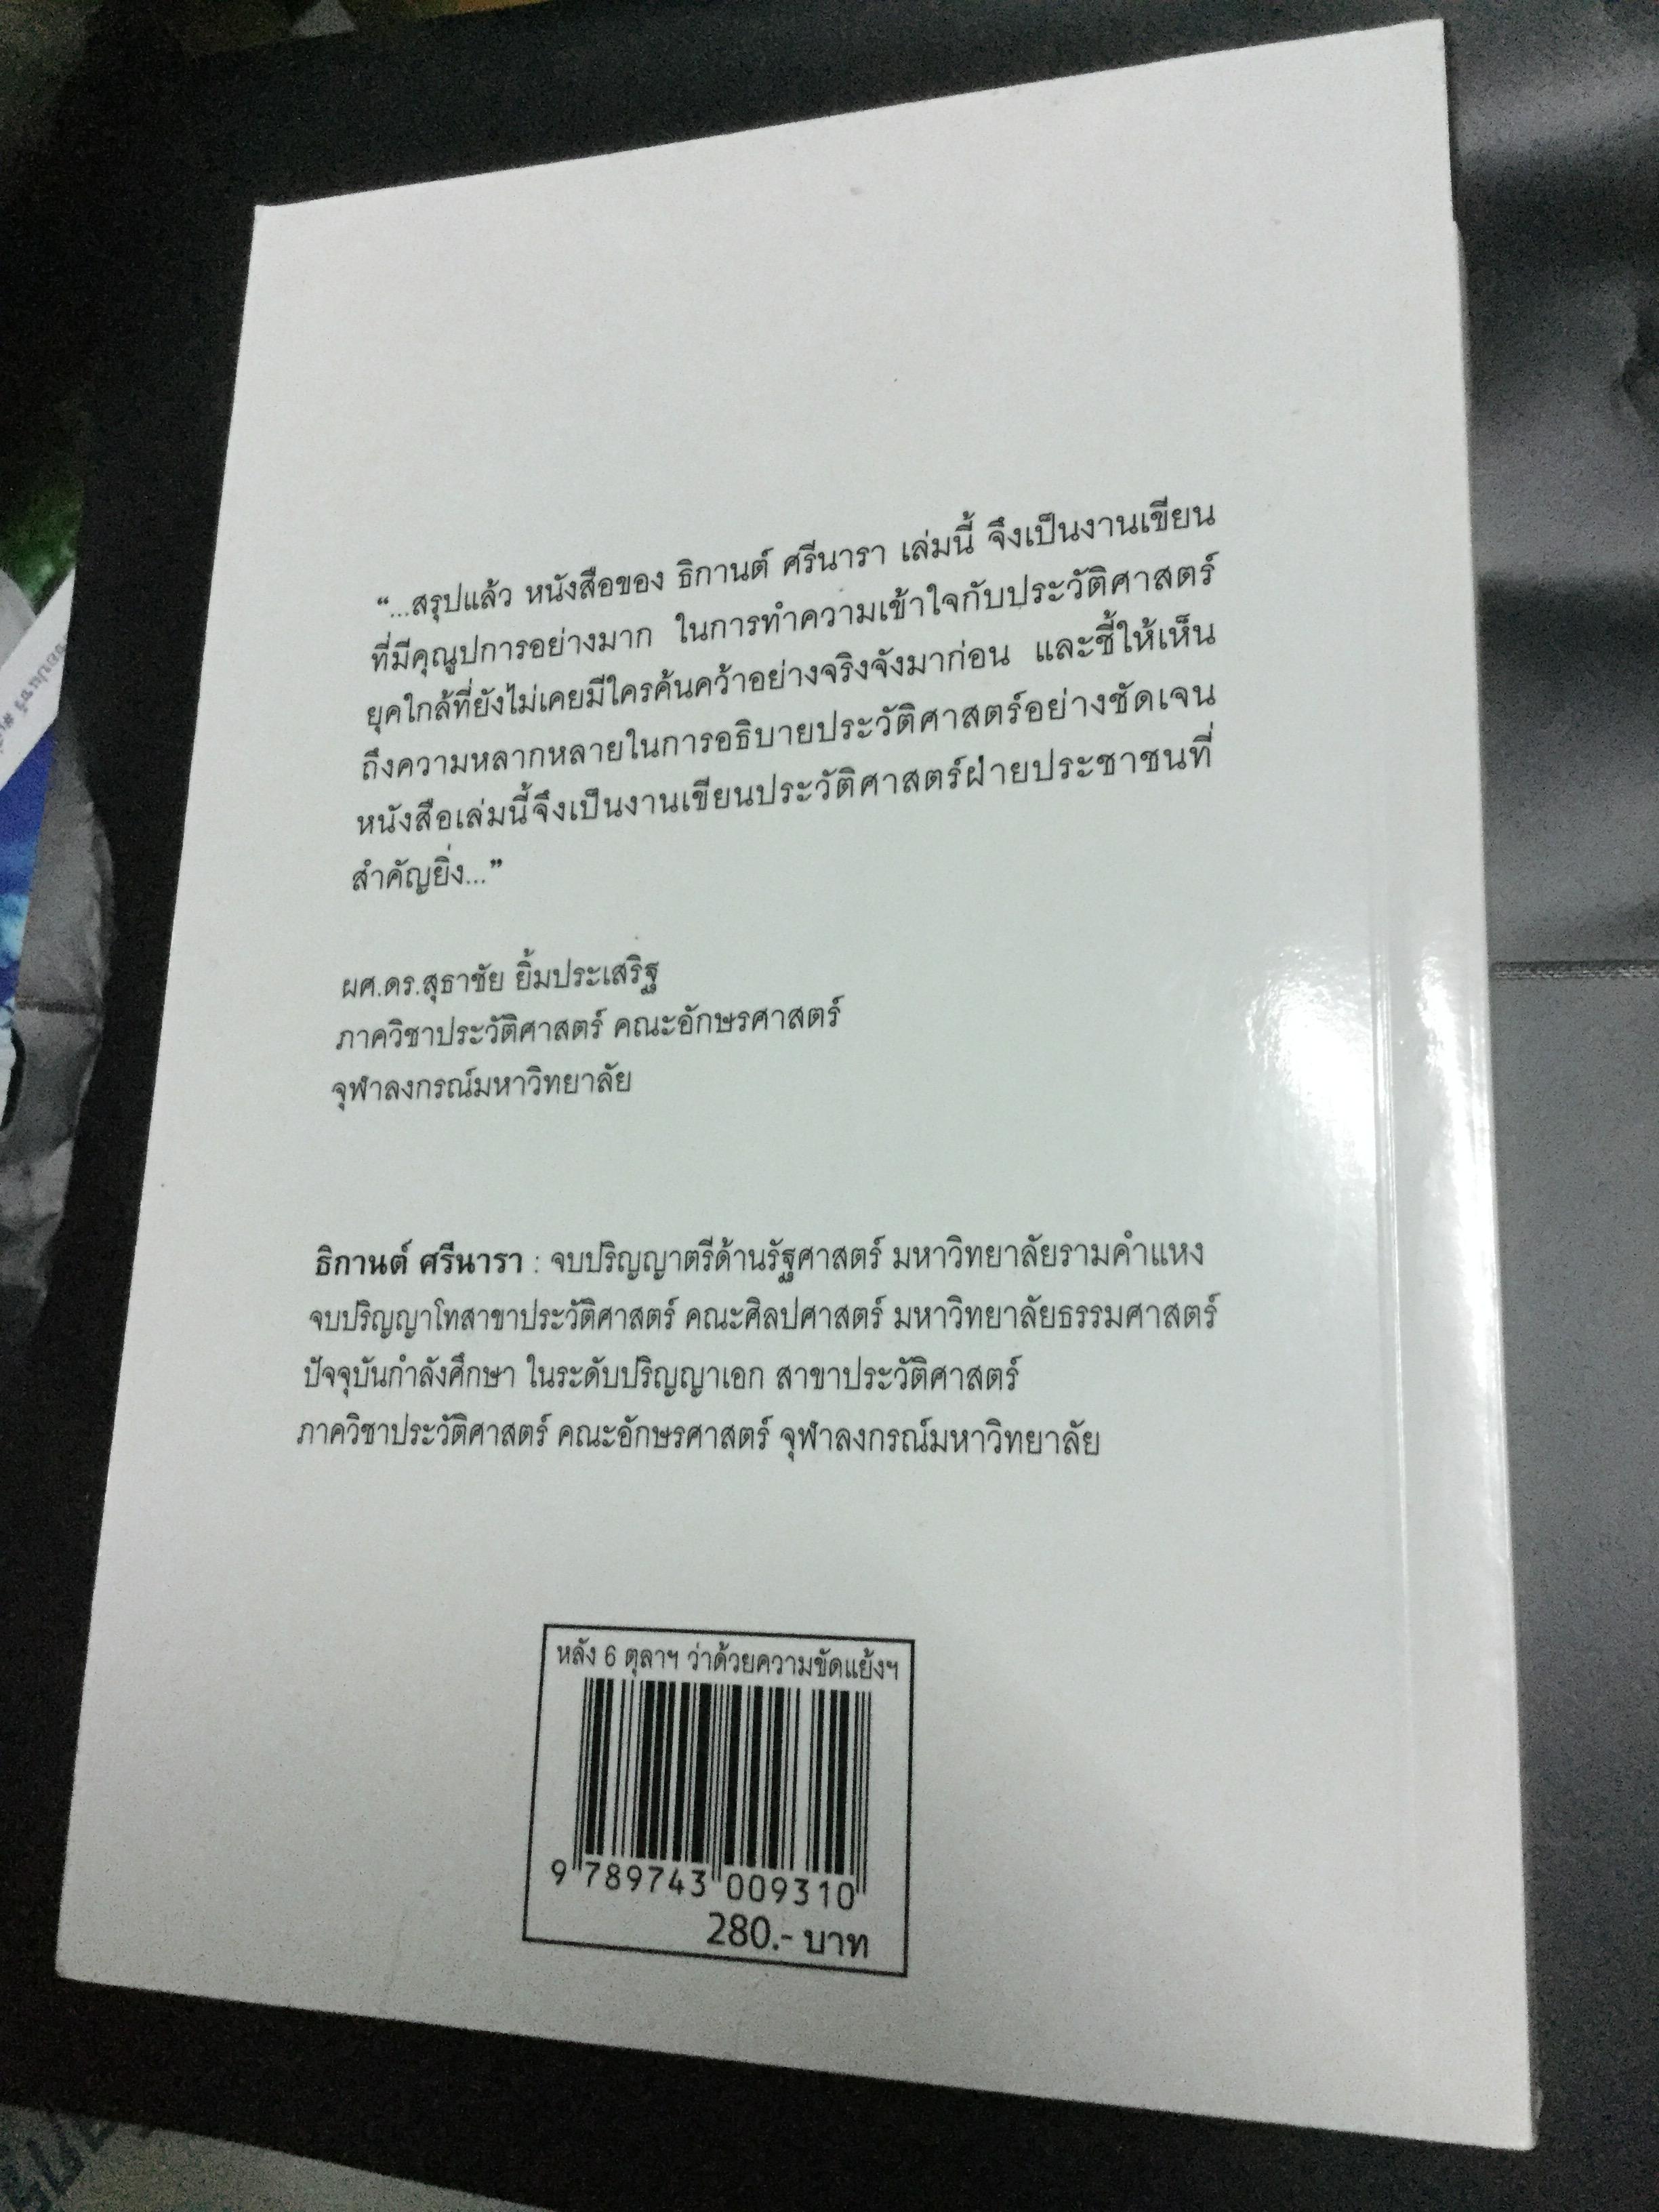 “...สรุปแล้ว หนังสือของ ธิกานต์ ศรีนารา เล่มนี้ จึงเป็นงานเขียน
ที่มีคุณูปการอย่างมาก ในการทำความเข้าใจกับประวัติศาสตร์
ยุคใกล้ที่ยังไม่เคยมีใครค้นคว้าอย่างจริงจังมาก่อน และชี้ให้เห็น
ถึงความหลากหลายในการอธิบายประวัติศาสตร์อย่างชัดเจน
หนังสือเล่มนี้จึงเป็นงานเขียนประวัติศาสตร์ฝ่ายประชาชนที่
สำคัญยิ่ง...”
ผศ.ดร.สุธาชัย ยิ้มประเสริฐ
ภาควิชาประวัติศาสตร์ คณะอักษรศาสตร์
จุฬาลงกรณ์มหาวิทยาลัย
ธิกานต์ ศรีนารา : จบปริญญาตรีด้านรัฐศาสตร์ มหาวิทยาลัยรามคำแหง
จบปริญญาโทสาขาประวัติศาสตร์ คณะศิลปศาสตร์ มหาวิทยาลัยธรรมศาสตร์
ปัจจุบันกำลังศึกษา ในระดับปริญญาเอก สาขาประวัติศาสตร์
ภาควิชาประวัติศาสตร์ คณะอักษรศาสตร์ จุฬาลงกรณ์มหาวิทยาลัย
หลัง 6 ตุลาฯ ว่าด้วยความขัดแย้งฯ
9 789743 009310
280.- บาท